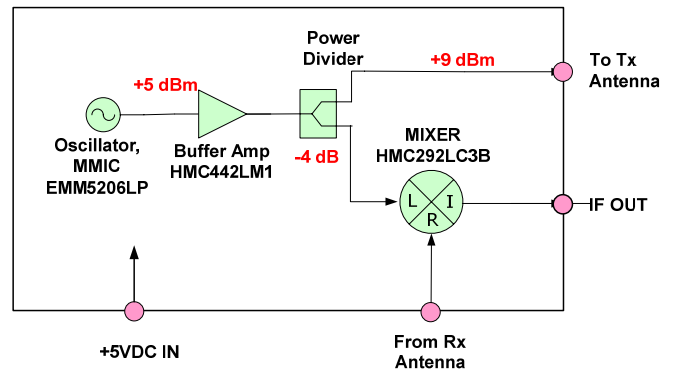 Power
Divider
+9 dBm
To Tx
Antenna
+5 dBm
Oscillator,
MMIC
EMM5206LP
Buffer Amp
HMC442LM1
-4 dB
MIXER
HMC292LC3B
L
I
R
IF OUT
+5VDC IN
From Rx
Antenna